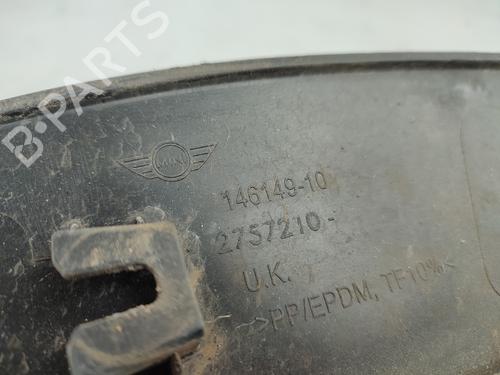 B-PARTS
MINI
146149-10
2757210-
U.K.
>PP/EPDM, TF10%<